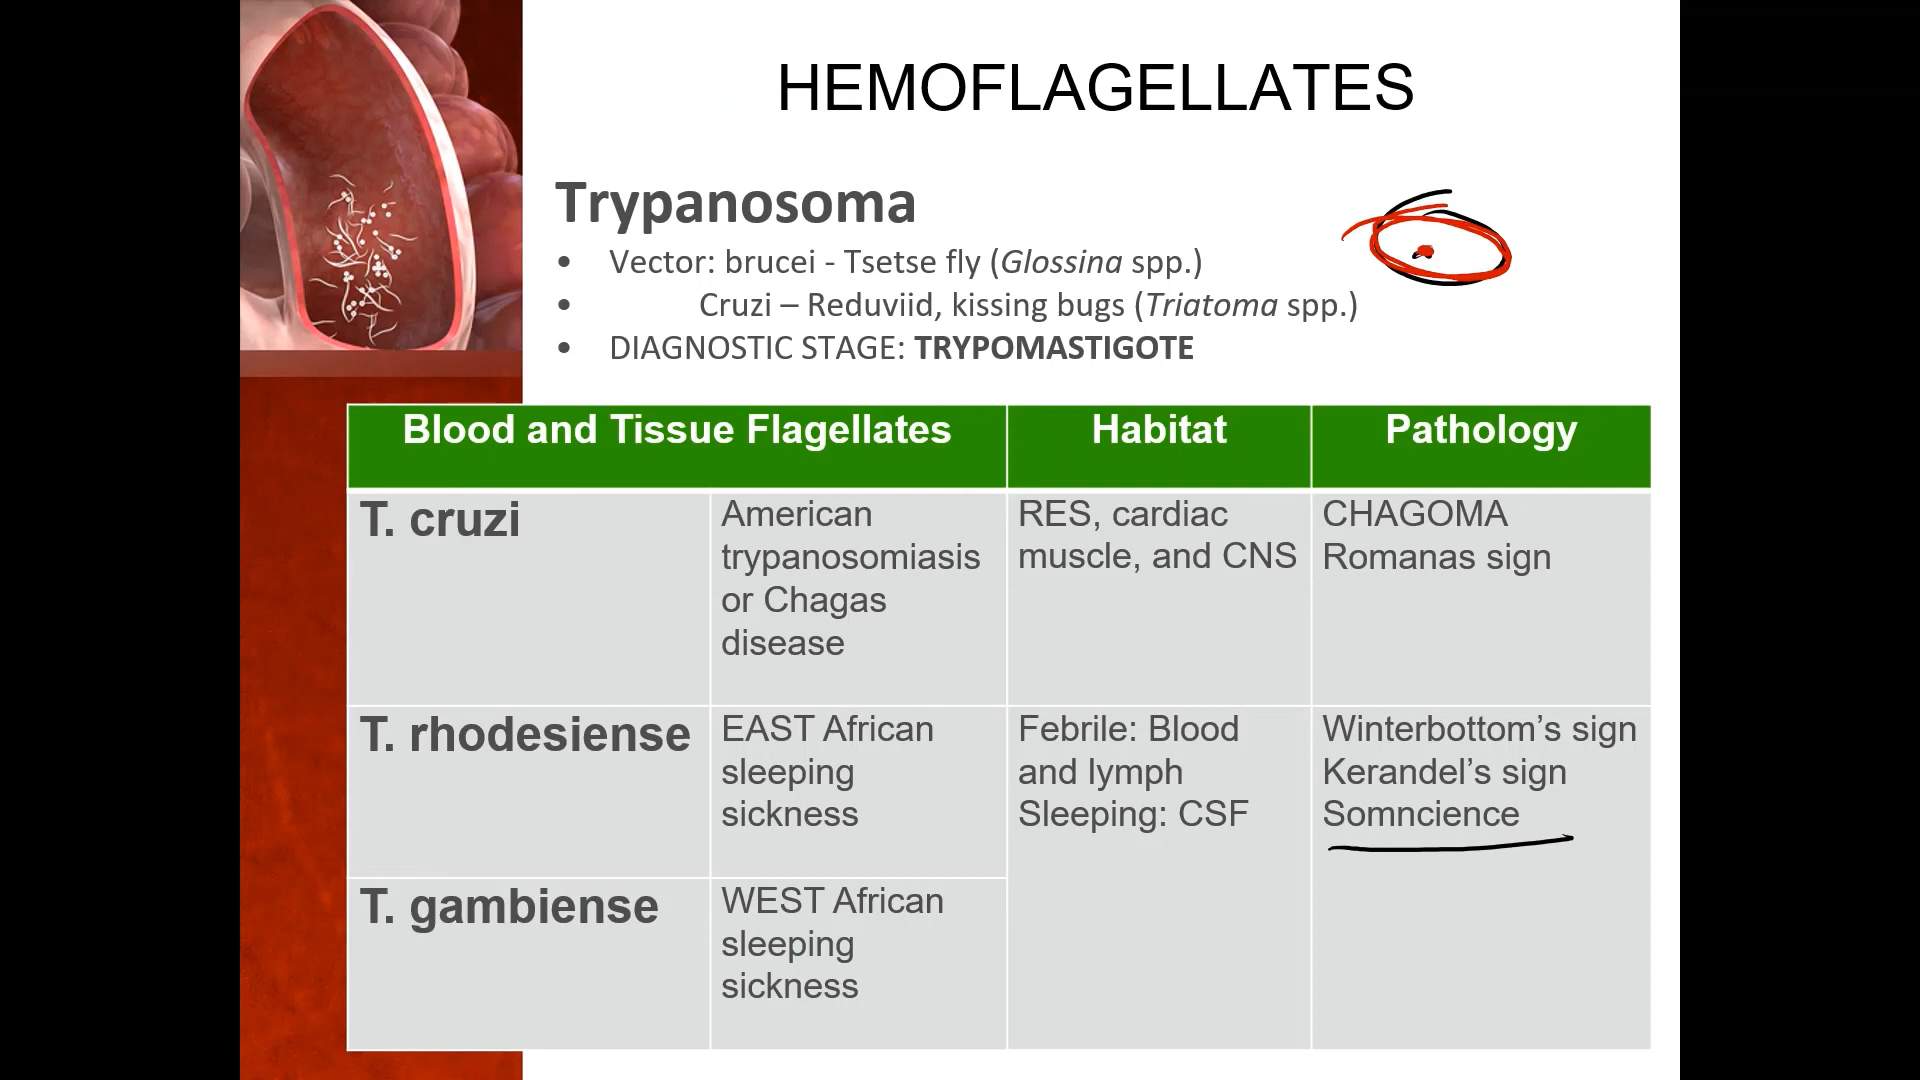 HEMOFLAGELLATES
Trypanosoma
• Vector: brucei - Tsetse fly (Glossina spp.)
• Cruzi – Reduviid, kissing bugs (Triatoma spp.)
• DIAGNOSTIC STAGE: TRYPOMASTIGOTE
Blood and Tissue Flagellates
Habitat
Pathology
T. cruzi
American
trypanosomiasis
or Chagas
disease
RES, cardiac
muscle, and CNS
CHAGOMA
Romanas sign
T. rhodesiense
EAST African
sleeping
sickness
Febrile: Blood
and lymph
Sleeping: CSF
Winterbottom’s sign
Kerandel’s sign
Somncience
T. gambiense
WEST African
sleeping
sickness